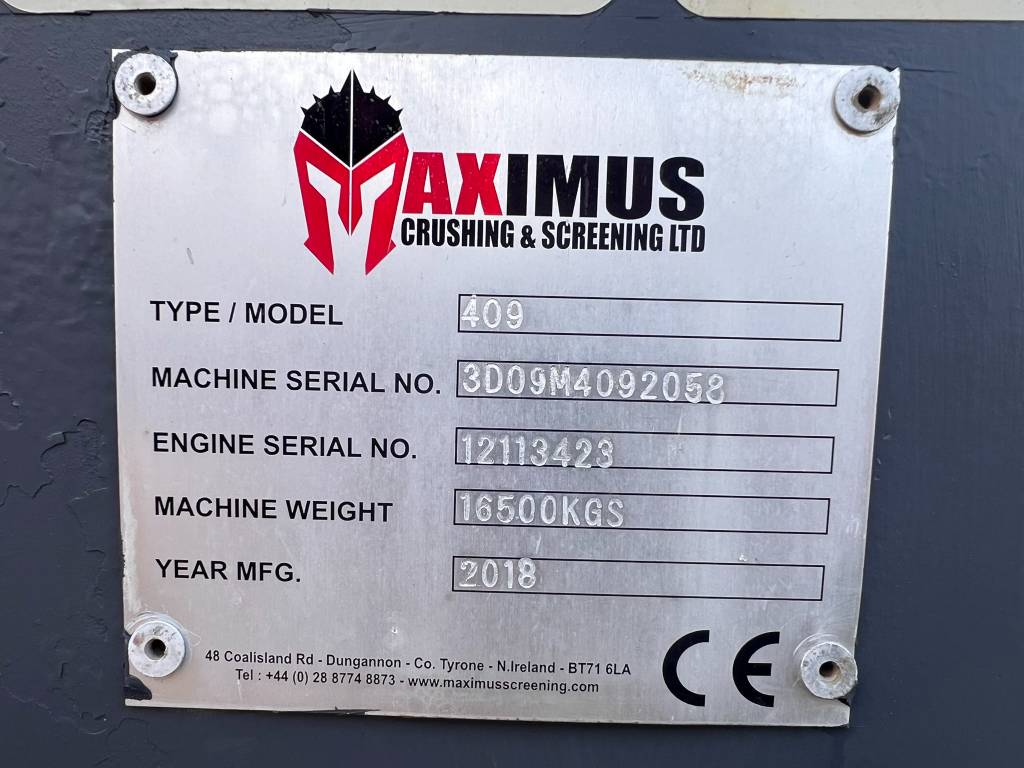 MAXIMUS
CRUSHING & SCREENING LTD
TYPE / MODEL 409
MACHINE SERIAL NO. 3D09M4092058
ENGINE SERIAL NO. 12113423
MACHINE WEIGHT 16500KGS
YEAR MFG. 2018
48 Coalisland Rd - Dungannon - Co. Tyrone - N.Ireland - BT71 6LA
Tel : +44 (0) 28 8774 8873 - www.maximusscreening.com
CE